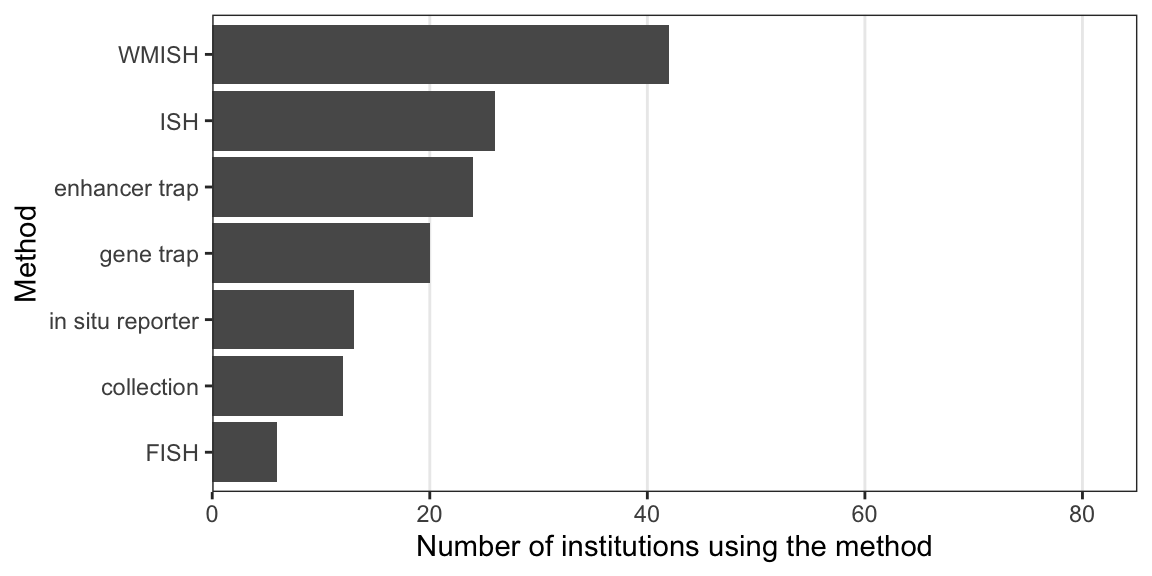 Method
WMISH
ISH
enhancer trap
gene trap
in situ reporter
collection
FISH
0 20 40 60 80
Number of institutions using the method